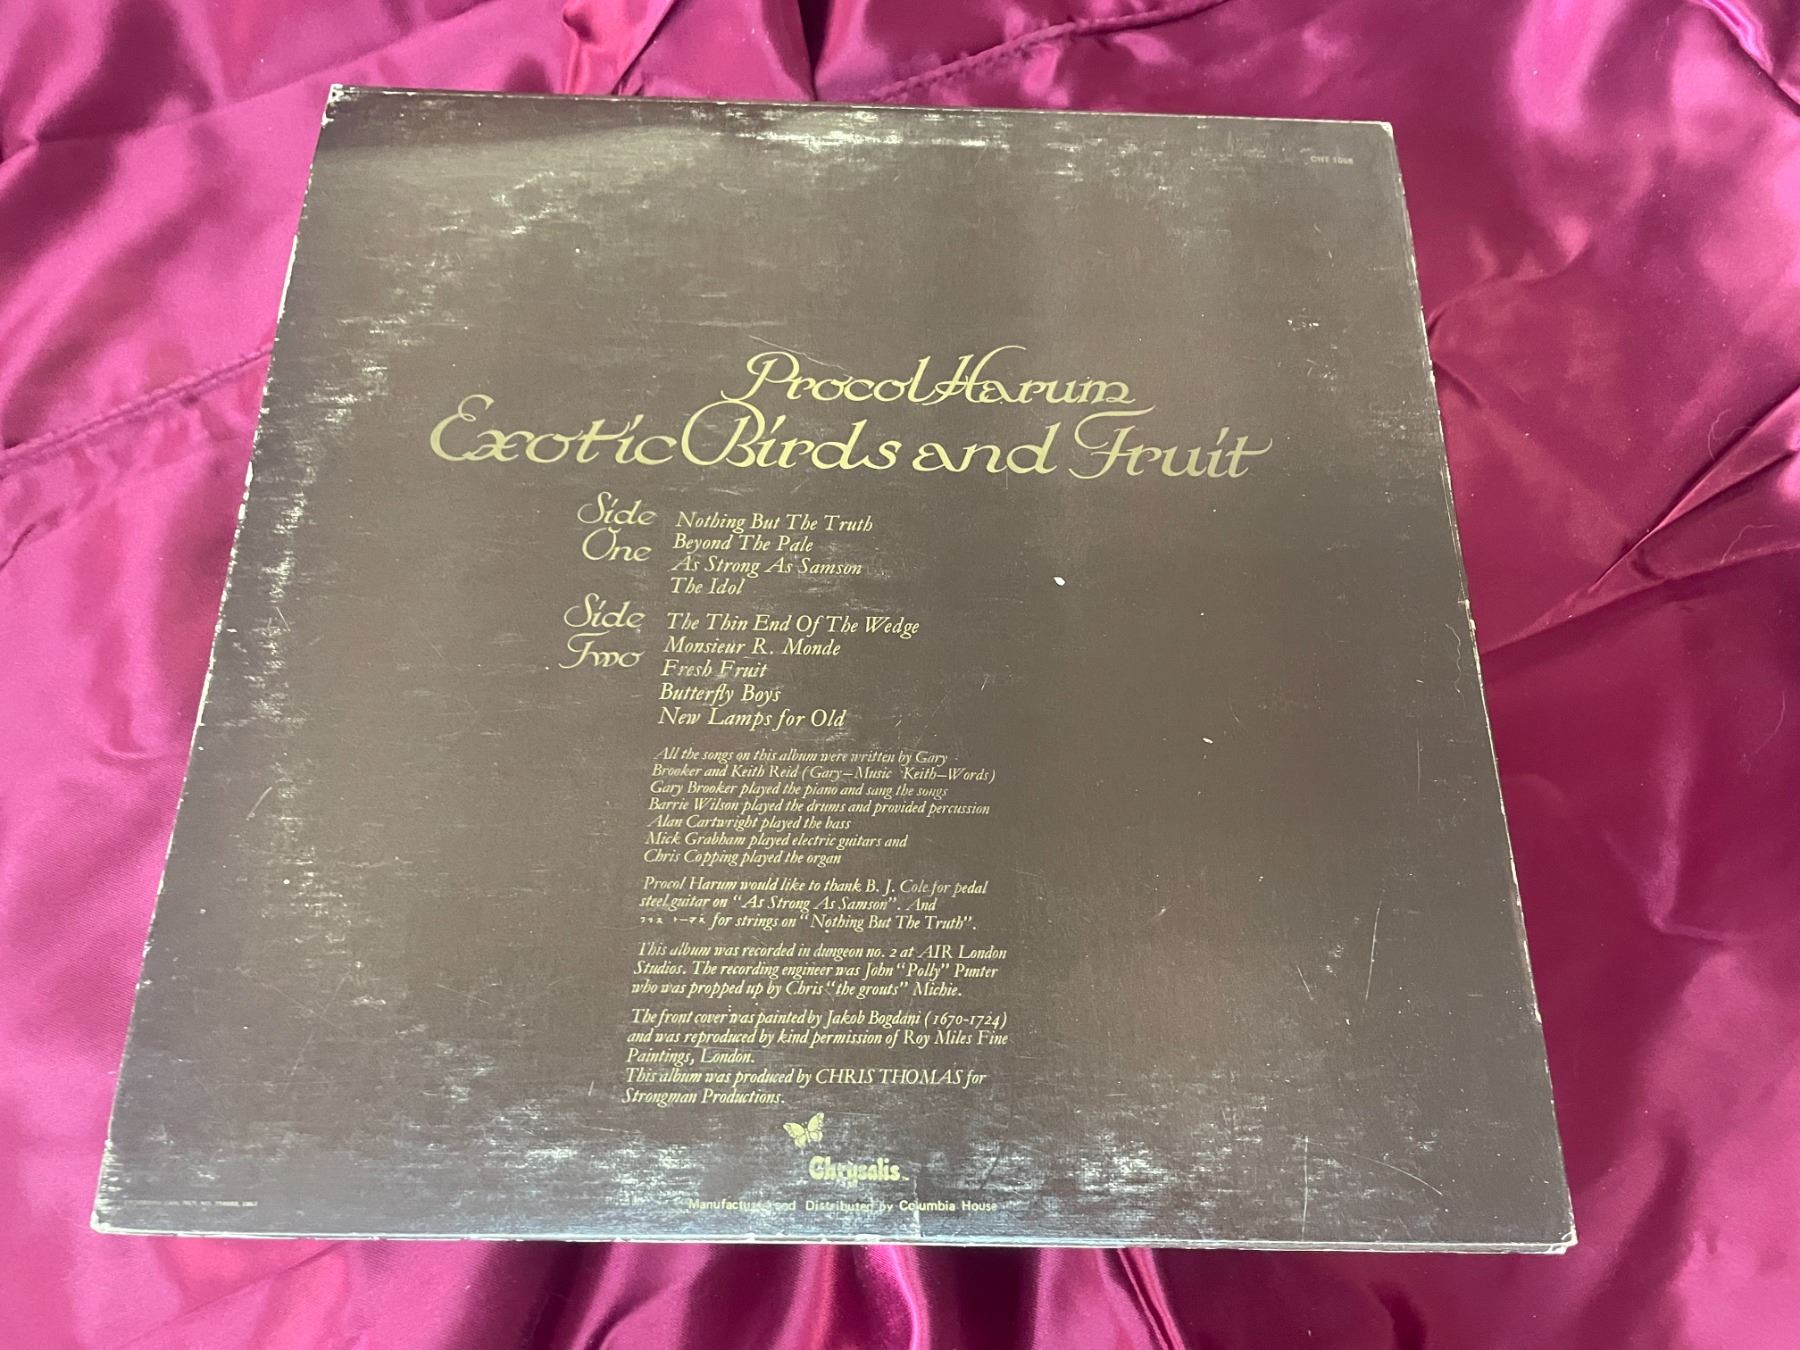 CHY 1058
Procol Harum
Exotic Birds and Fruit
Side One
Nothing But The Truth
Beyond The Pale
As Strong As Samson
The Idol
Side Two
The Thin End Of The Wedge
Monsieur R. Monde
Fresh Fruit
Butterfly Boys
New Lamps for Old
All the songs on this album were written by Gary
Brooker and Keith Reid (Gary—Music Keith—Words)
Gary Brooker played the piano and sang the songs
Barrie Wilson played the drums and provided percussion
Alan Cartwright played the bass
Mick Grabham played electric guitars and
Chris Copping played the organ
Procol Harum would like to thank B. J. Cole for pedal
steel guitar on "As Strong As Samson". And
for strings on "Nothing But The Truth".
This album was recorded in dungeon no. 2 at AIR London
Studios. The recording engineer was John "Polly" Punter
who was propped up by Chris "the grouts" Michie.
The front cover was painted by Jakob Bogdani (1670-1724)
and was reproduced by kind permission of Roy Miles Fine
Paintings, London.
This album was produced by CHRIS THOMAS for
Strongman Productions.
Chrysalis
Manufactured and Distributed by Columbia House